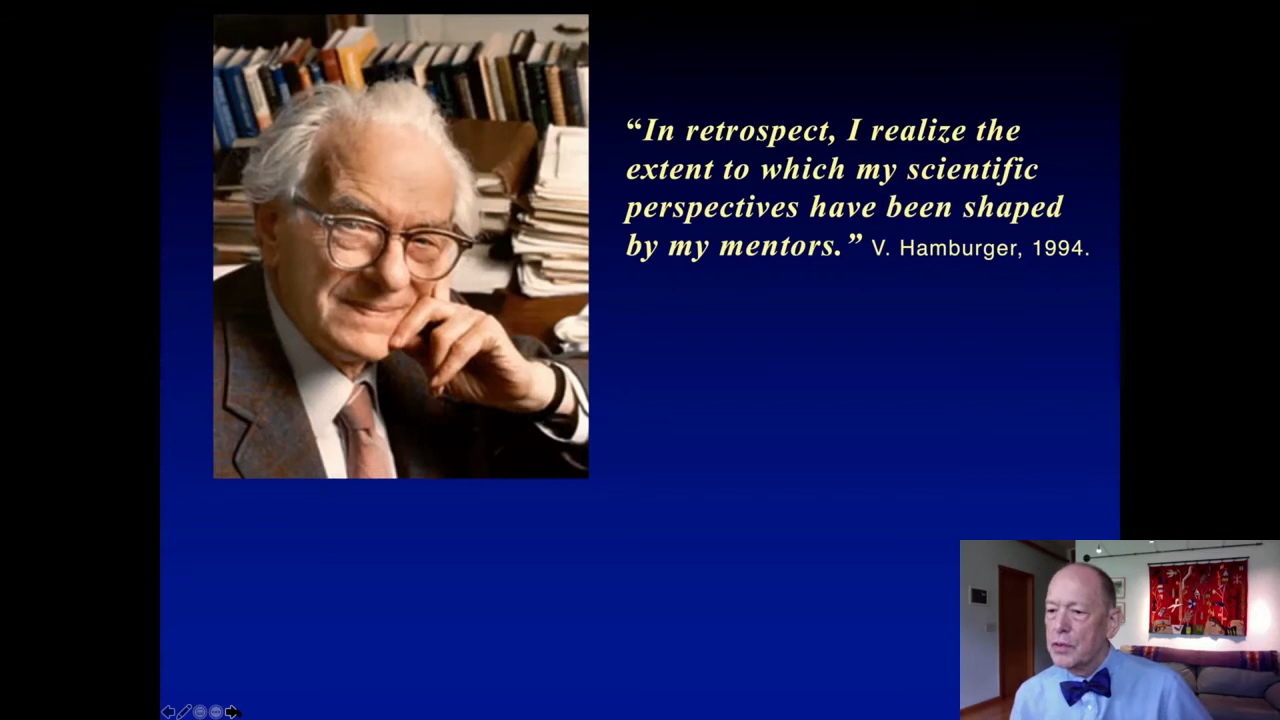 “In retrospect, I realize the
extent to which my scientific
perspectives have been shaped
by my mentors.” V. Hamburger, 1994.